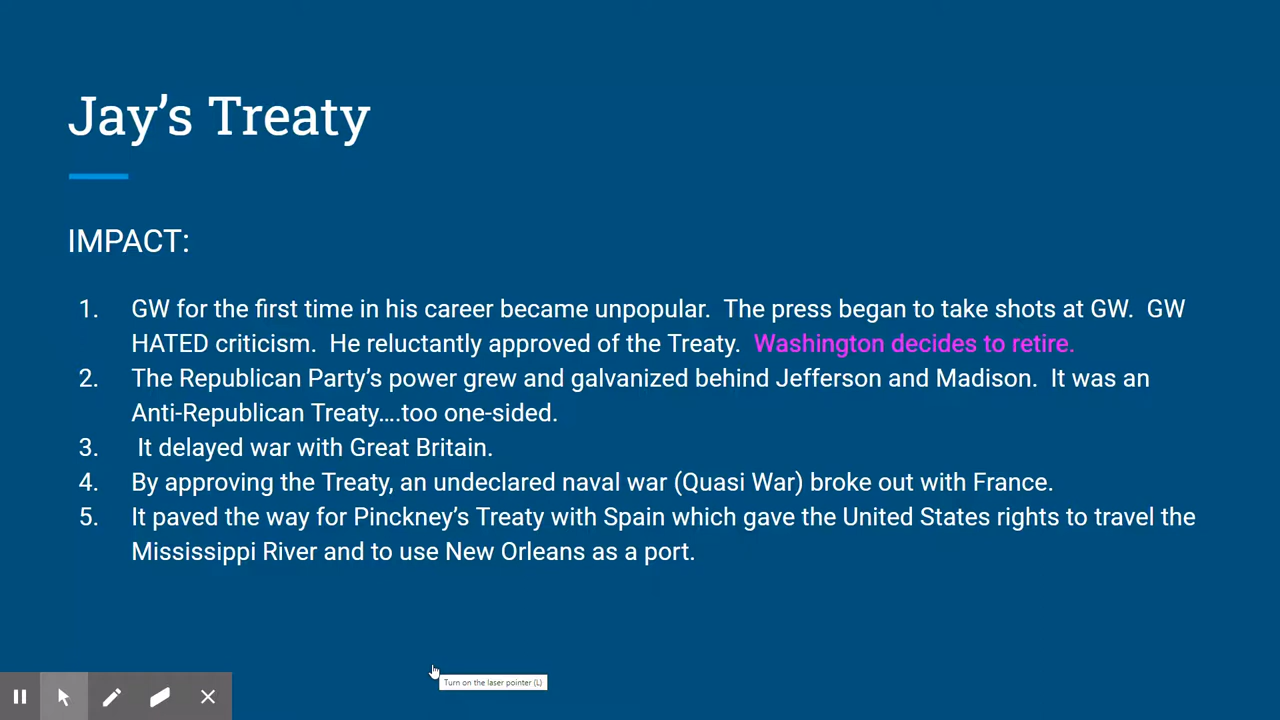 Jay's Treaty
IMPACT:
1. GW for the first time in his career became unpopular.  The press began to take shots at GW.  GW
HATED criticism.  He reluctantly approved of the Treaty.  Washington decides to retire.
2. The Republican Party's power grew and galvanized behind Jefferson and Madison.  It was an
Anti-Republican Treaty....too one-sided.
3. It delayed war with Great Britain.
4. By approving the Treaty, an undeclared naval war (Quasi War) broke out with France.
5. It paved the way for Pinckney's Treaty with Spain which gave the United States rights to travel the
Mississippi River and to use New Orleans as a port.
Turn on the laser pointer (L)